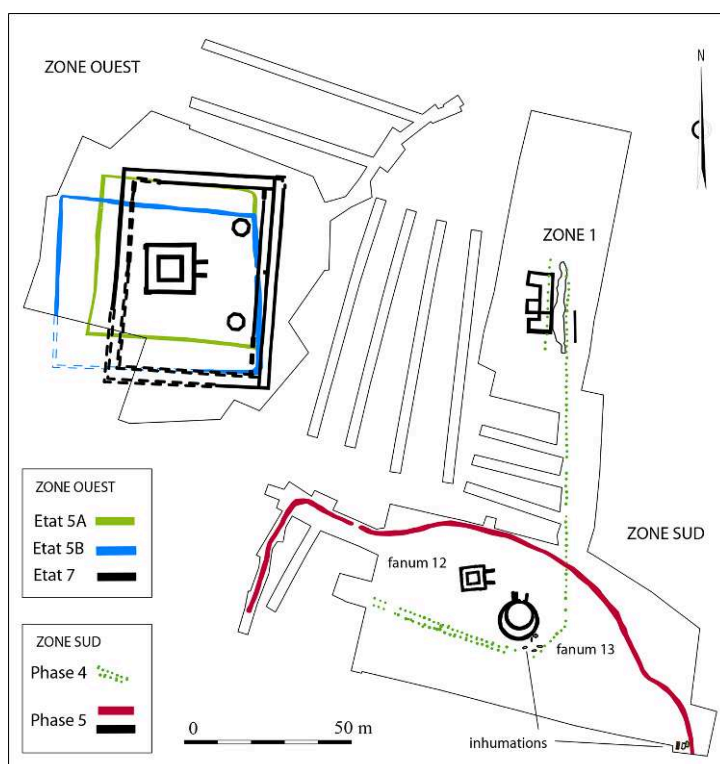 ZONE OUEST
N
ZONE 1
ZONE OUEST
Etat 5A
Etat 5B
Etat 7
ZONE SUD
fanum 12
fanum 13
ZONE SUD
Phase 4
Phase 5
0 50 m
inhumations